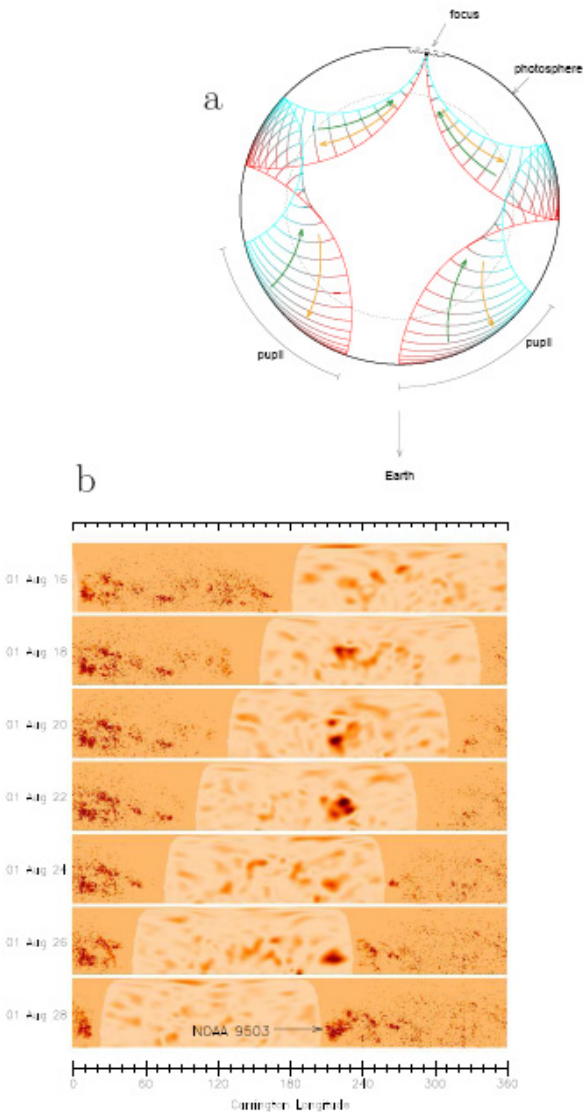 focus
a
photosphere
pupil
pupil
Earth
b
01 Aug 16
01 Aug 18
01 Aug 20
01 Aug 22
01 Aug 24
01 Aug 26
01 Aug 28
NOAA 9503
0 60 120 180 240 300 360
Carrington Longitude